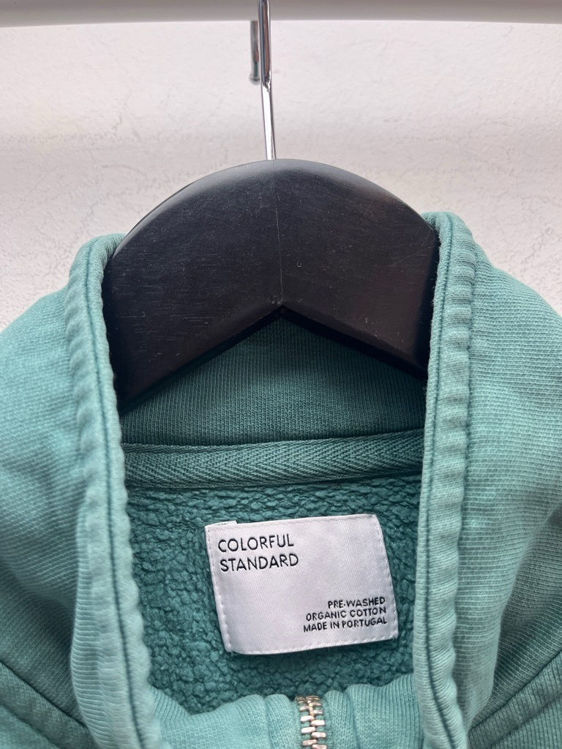 COLORFUL
STANDARD
PRE-WASHED
ORGANIC COTTON
MADE IN PORTUGAL